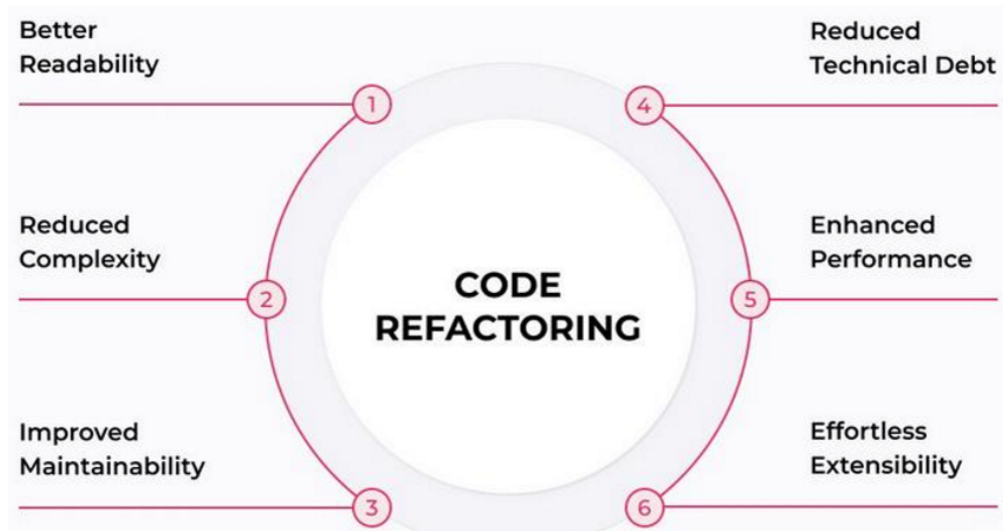 Better
Readability
1
Reduced
Complexity
2
Improved
Maintainability
3
CODE
REFACTORING
Reduced
Technical Debt
4
Enhanced
Performance
5
Effortless
Extensibility
6